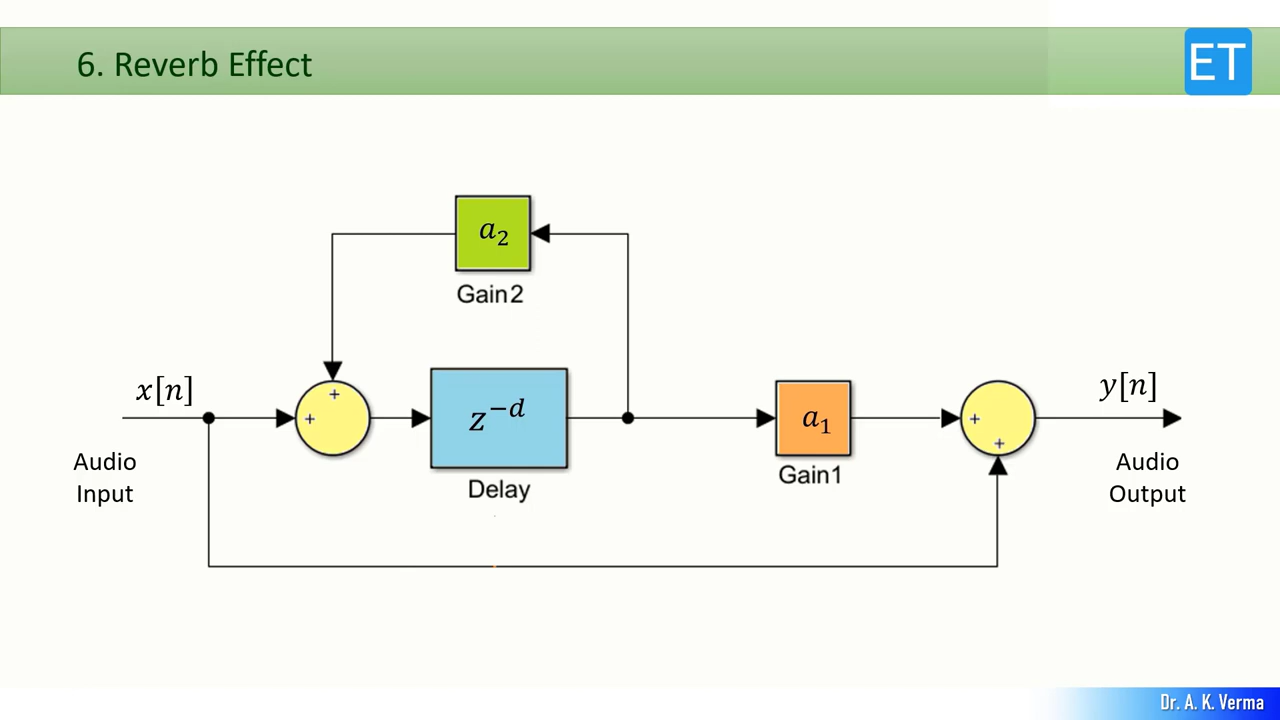 6. Reverb Effect
ET
a₂
Gain2
x[n]
+
+
z⁻ᵈ
a₁
+
+
y[n]
Audio
Input
Delay
Gain1
Audio
Output
Dr. A. K. Verma